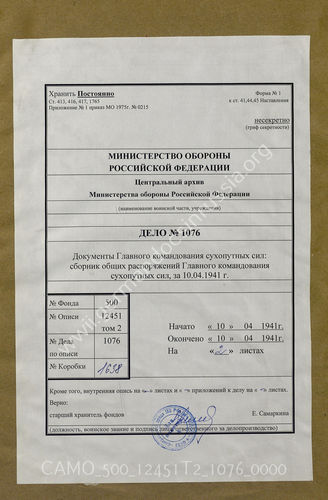 Хранить Постоянно
Форма № 1
Ст. 413, 416, 417, 1765
к ст. 41,44,45 Наставления
Приложение № 1 приказ МО 1975г. № 0215
несекретно
(гриф секретности)
МИНИСТЕРСТВО ОБОРОНЫ
РОССИЙСКОЙ ФЕДЕРАЦИИ
Центральный архив
Министерства обороны Российской Федерации
(наименование воинской части, учреждения)
ДЕЛО № 1076
Документы Главного командования сухопутных сил:
сборник общих распоряжений Главного командования
сухопутных сил, за 10.04.1941 г.
№ Фонда 500
№ Описи 12451
том 2
№ Дела 1076
по описи
№ Коробки 1638
Начато « 10 » 04 1941г.
Окончено « 10 » 04 1941г.
На « 2 » листах
Кроме того, внутренняя опись на «-» листах и « - » приложений к делу на « -» листах
Верно:
старший хранитель фондов
Е. Самаркина
(должность, воинское звание и подпись лица, ответственного за делопроизводство)
CAMO_500_12451T2_1076_0000